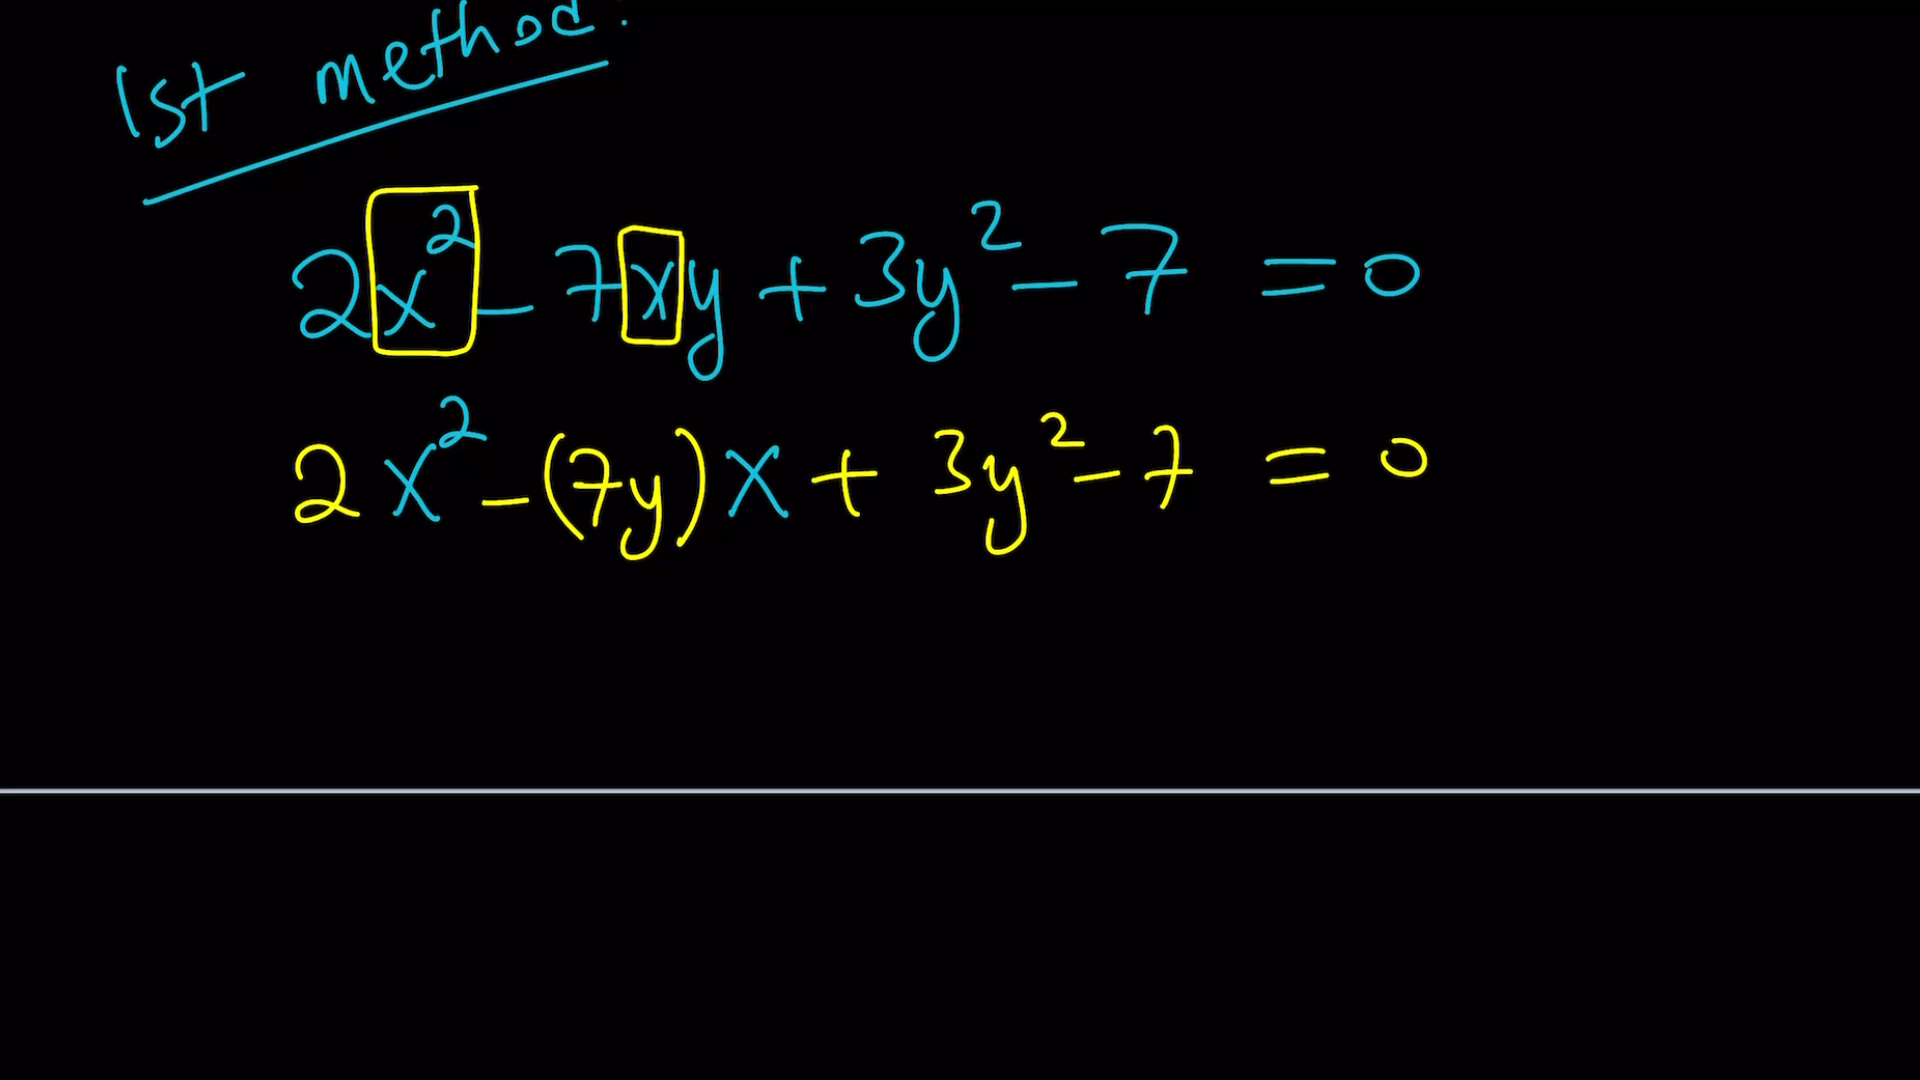 1st method:
2x² - 7xy + 3y² - 7 = 0
2x² - (7y)x + 3y² - 7 = 0